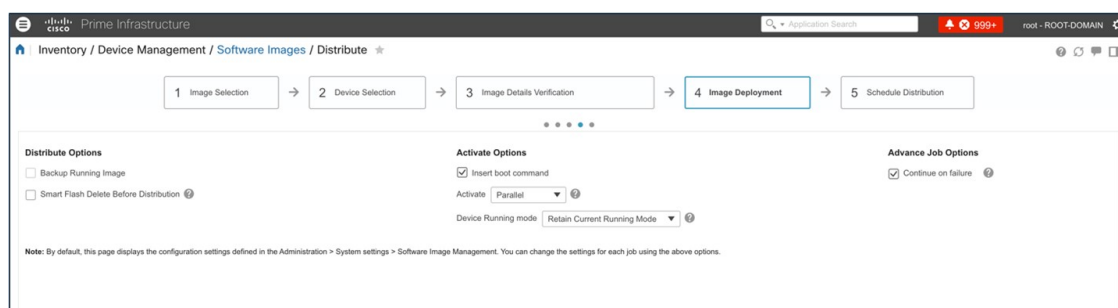 cisco Prime Infrastructure
Application Search
999+
root - ROOT-DOMAIN
Inventory / Device Management / Software Images / Distribute
1 Image Selection
2 Device Selection
3 Image Details Verification
4 Image Deployment
5 Schedule Distribution
Distribute Options
Backup Running Image
Smart Flash Delete Before Distribution
Activate Options
Insert boot command
Activate Parallel
Device Running mode Retain Current Running Mode
Advance Job Options
Continue on failure
Note: By default, this page displays the configuration settings defined in the Administration > System settings > Software Image Management. You can change the settings for each job using the above options.